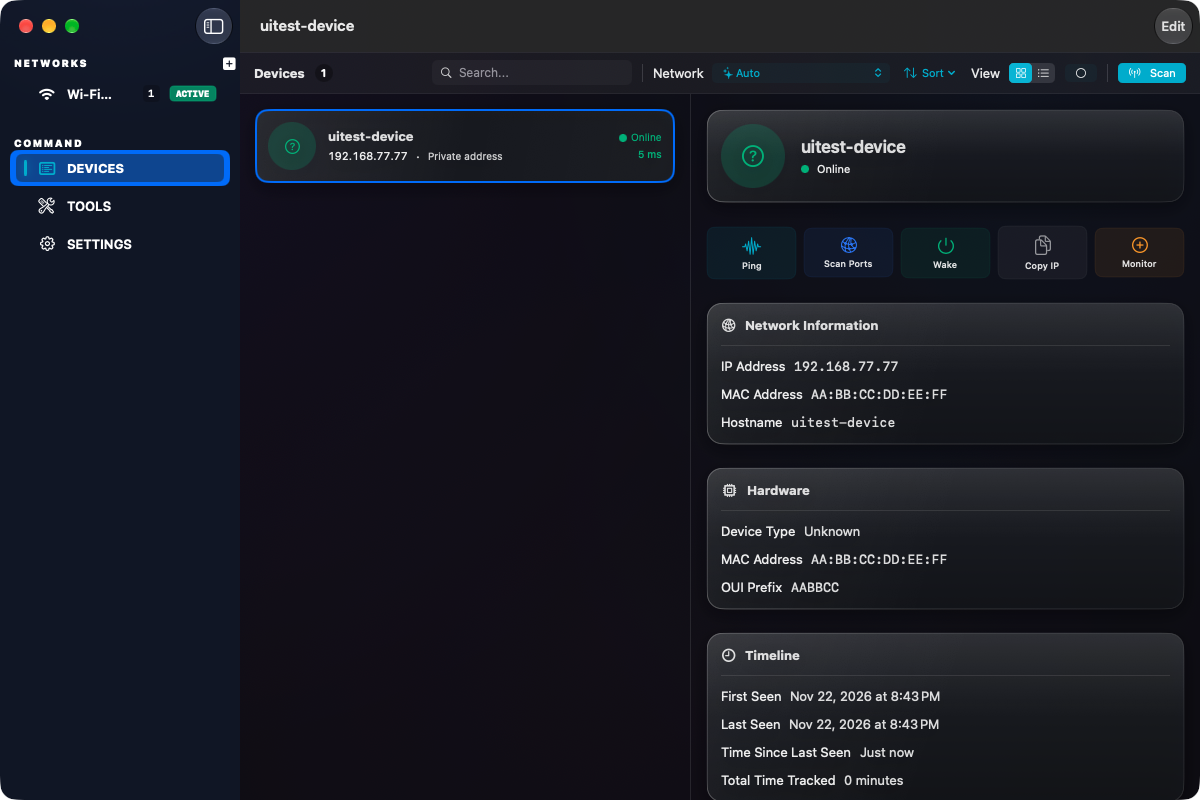 uitest-device
Edit
NETWORKS
Wi-Fi... 1 ACTIVE
COMMAND
DEVICES
TOOLS
SETTINGS
Devices 1
Search...
Network
Auto
Sort
View
Scan
uitest-device
Online
192.168.77.77 · Private address
5 ms
uitest-device
Online
Ping
Scan Ports
Wake
Copy IP
Monitor
Network Information
IP Address 192.168.77.77
MAC Address AA:BB:CC:DD:EE:FF
Hostname uitest-device
Hardware
Device Type Unknown
MAC Address AA:BB:CC:DD:EE:FF
OUI Prefix AABBCC
Timeline
First Seen Nov 22, 2026 at 8:43 PM
Last Seen Nov 22, 2026 at 8:43 PM
Time Since Last Seen Just now
Total Time Tracked 0 minutes